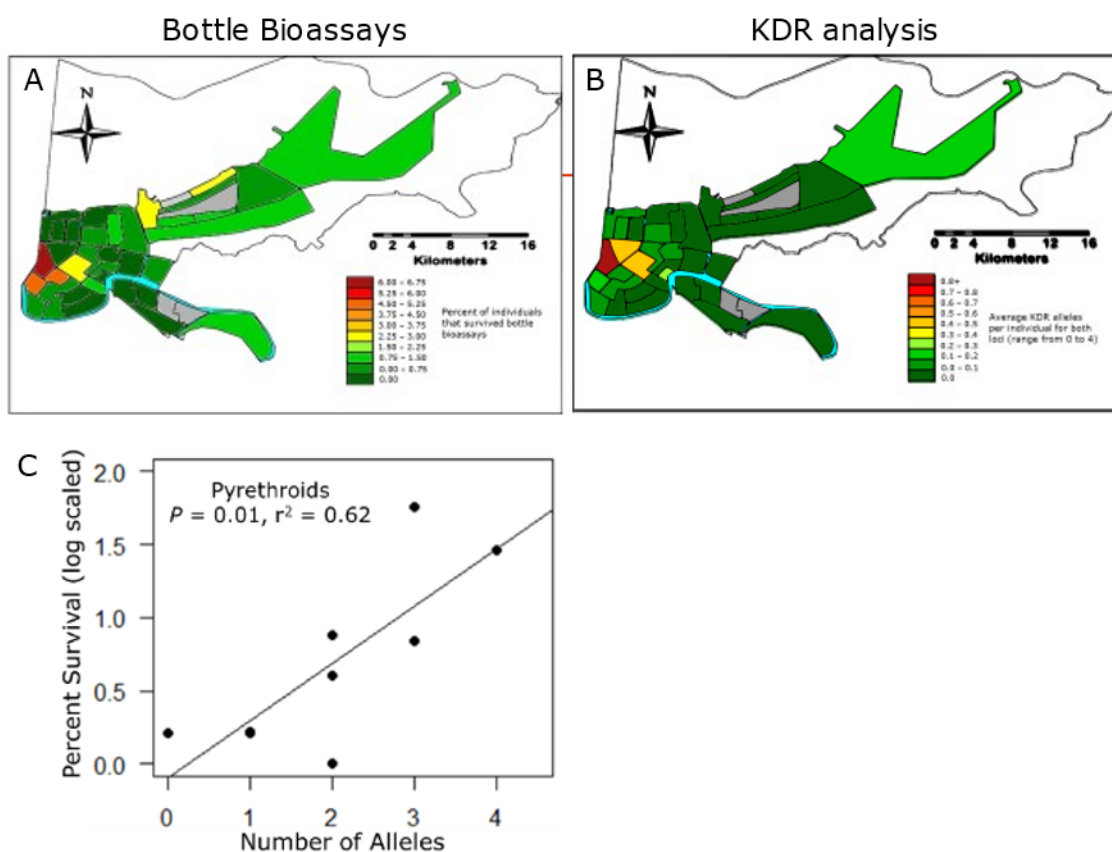 Bottle Bioassays
KDR analysis
A
N
0 2 4 8 12 16
Kilometers
6.00 - 6.75
5.25 - 6.00
4.50 - 5.25
3.75 - 4.50
3.00 - 3.75
2.25 - 3.00
1.50 - 2.25
0.75 - 1.50
0.00 - 0.75
0.00
Percent of individuals
that survived bottle
bioassays
B
N
0 2 4 8 12 16
Kilometers
0.8+
0.7 - 0.8
0.6 - 0.7
0.5 - 0.6
0.4 - 0.5
0.3 - 0.4
0.2 - 0.3
0.1 - 0.2
0.0 - 0.1
0.0
Average KDR alleles
per individual for both
loci (range from 0 to 4)
C
Percent Survival (log scaled)
2.0
1.5
1.0
0.5
0.0
Pyrethroids
P = 0.01, r² = 0.62
0 1 2 3 4
Number of Alleles